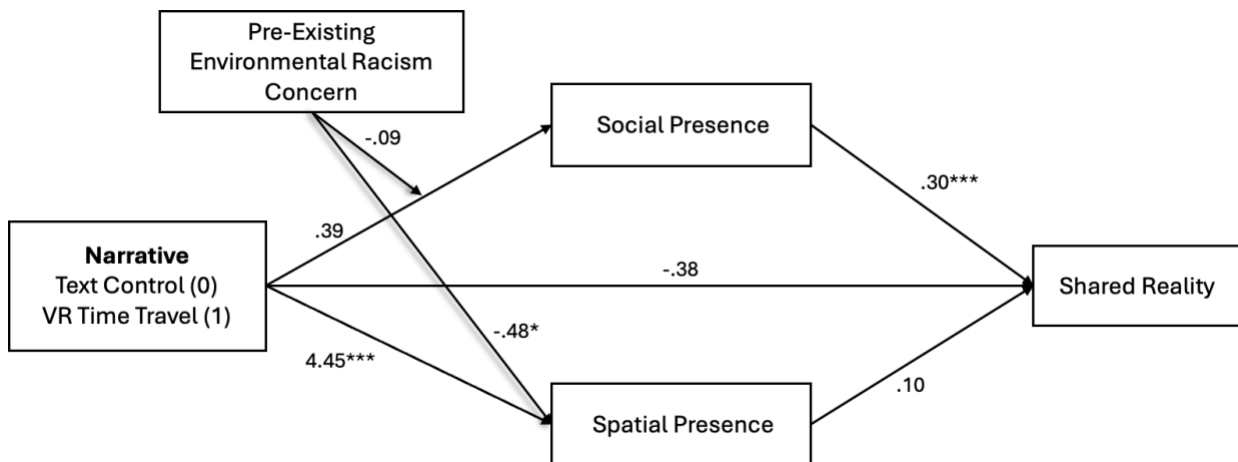 Pre-Existing
Environmental Racism
Concern
Social Presence
-.09
.30***
.39
Narrative
Text Control (0)
VR Time Travel (1)
-.38
Shared Reality
-.48*
4.45***
.10
Spatial Presence